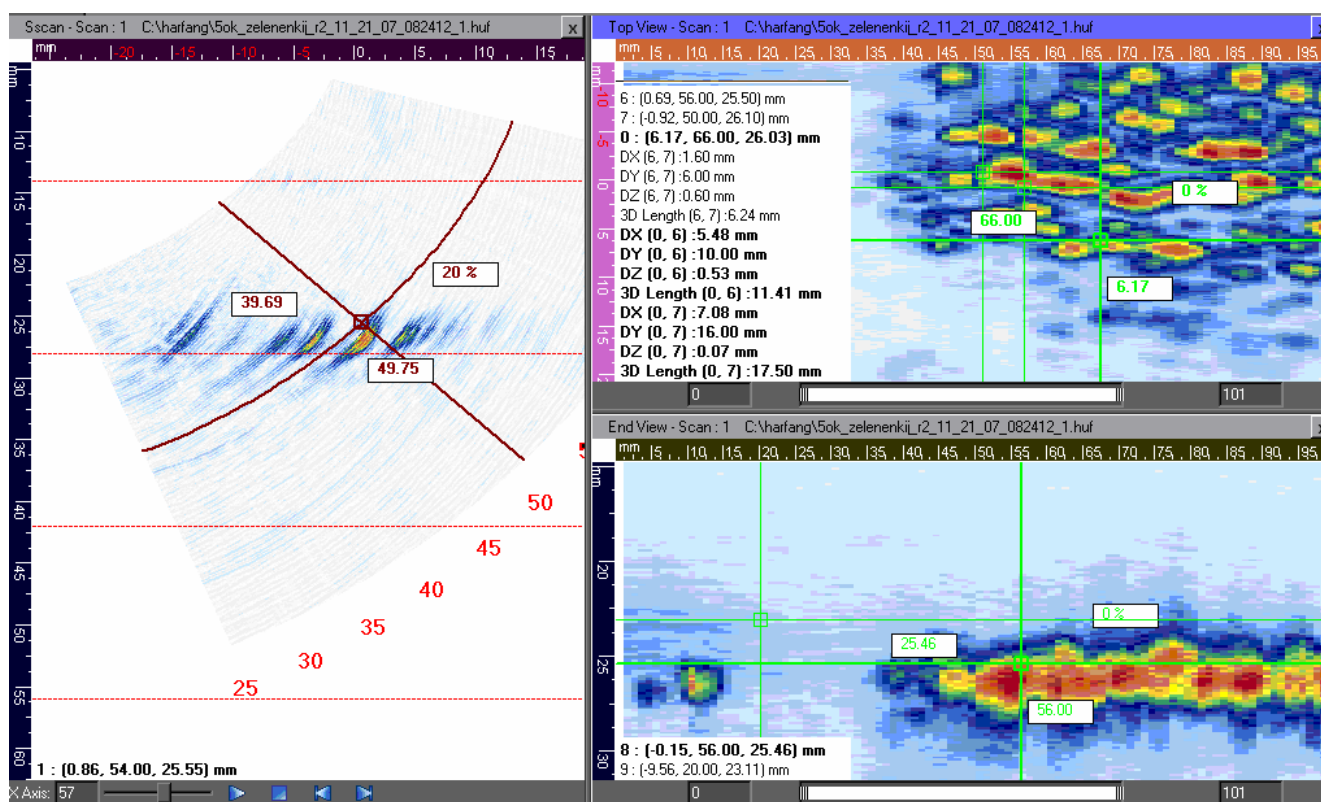 Sscan - Scan : 1 C:\harfang\5ok_zelenenkij_r2_11_21_07_082412_1.huf x
mm -20 -15 -10 -5 0 5 10 15
mm
10
15
20
25
30
35
40
45
50
55
60
20 %
39.69
49.75
50
45
40
35
30
25
1 : (0.86, 54.00, 25.55) mm
X Axis: 57
Top View - Scan : 1 C:\harfang\5ok_zelenenkij_r2_11_21_07_082412_1.huf x
mm 5 10 15 20 25 30 35 40 45 50 55 60 65 70 75 80 85 90 95
mm
-10
-5
0
5
10
15
6 : (0.69, 56.00, 25.50) mm
7 : (-0.92, 50.00, 26.10) mm
0 : (6.17, 66.00, 26.03) mm
DX (6, 7) :1.60 mm
DY (6, 7) :6.00 mm
DZ (6, 7) :0.60 mm
3D Length (6, 7) :6.24 mm
DX (0, 6) :5.48 mm
DY (0, 6) :10.00 mm
DZ (0, 6) :0.53 mm
3D Length (0, 6) :11.41 mm
DX (0, 7) :7.08 mm
DY (0, 7) :16.00 mm
DZ (0, 7) :0.07 mm
3D Length (0, 7) :17.50 mm
0 %
66.00
6.17
0 101
End View - Scan : 1 C:\harfang\5ok_zelenenkij_r2_11_21_07_082412_1.huf x
mm 5 10 15 20 25 30 35 40 45 50 55 60 65 70 75 80 85 90 95
mm
20
25
30
0 %
25.46
56.00
8 : (-0.15, 56.00, 25.46) mm
9 : (-9.56, 20.00, 23.11) mm
0 101